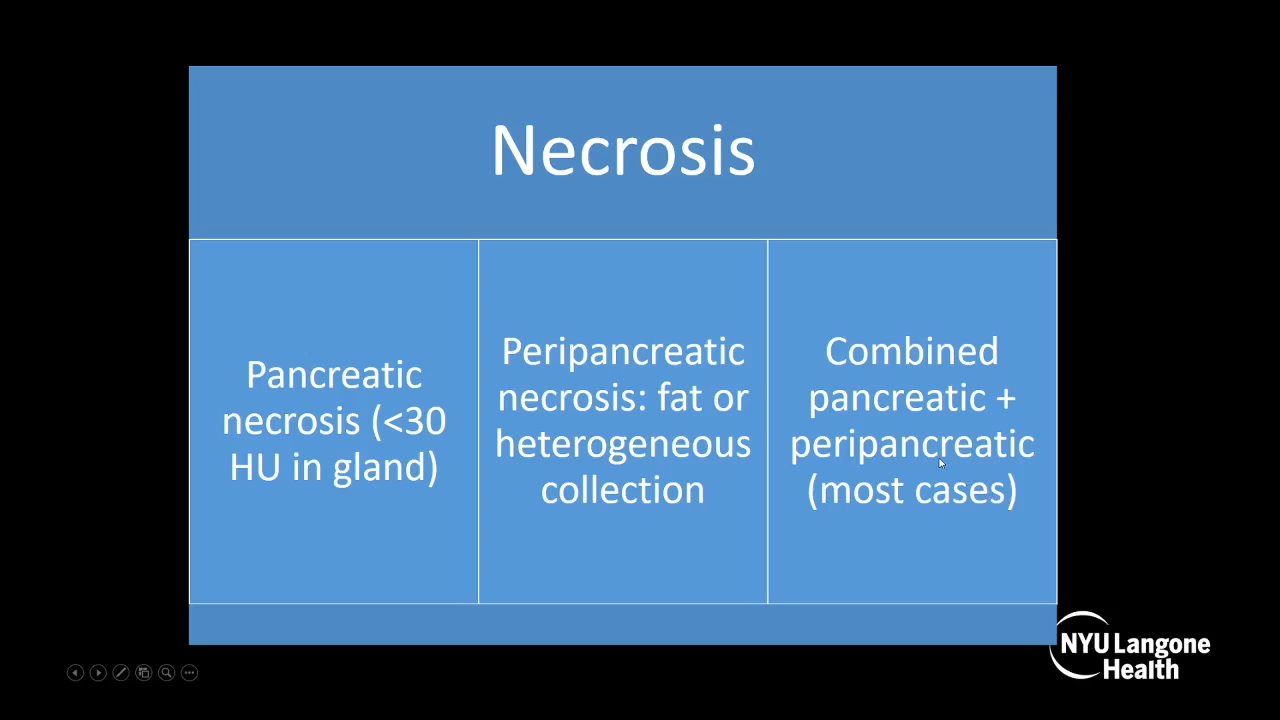 Necrosis
Pancreatic
necrosis (<30
HU in gland)
Peripancreatic
necrosis: fat or
heterogeneous
collection
Combined
pancreatic +
peripancreatic
(most cases)
NYU Langone
Health